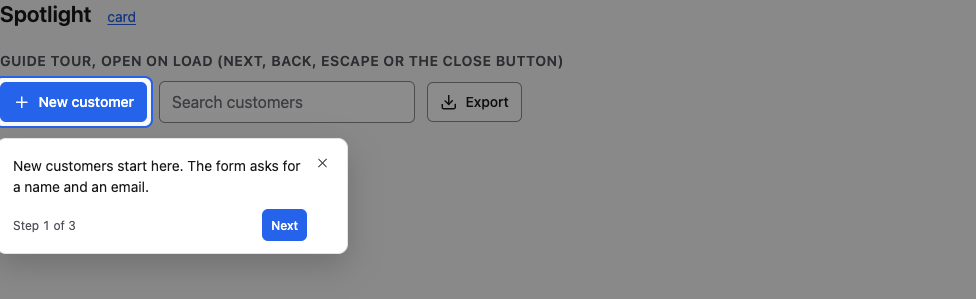 Spotlight card
GUIDE TOUR, OPEN ON LOAD (NEXT, BACK, ESCAPE OR THE CLOSE BUTTON)
New customer Search customers Export
New customers start here. The form asks for
a name and an email.
Step 1 of 3 Next